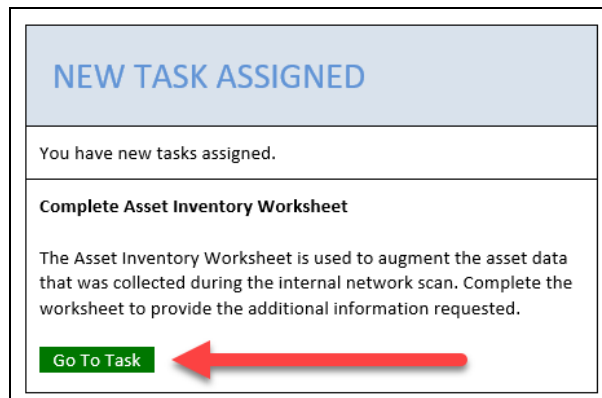 NEW TASK ASSIGNED
You have new tasks assigned.
Complete Asset Inventory Worksheet
The Asset Inventory Worksheet is used to augment the asset data
that was collected during the internal network scan. Complete the
worksheet to provide the additional information requested.
Go To Task